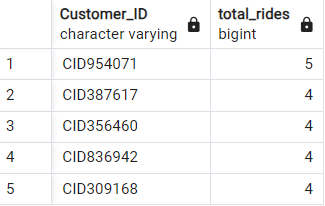 Customer_ID total_rides
character varying bigint
1 CID954071 5
2 CID387617 4
3 CID356460 4
4 CID836942 4
5 CID309168 4